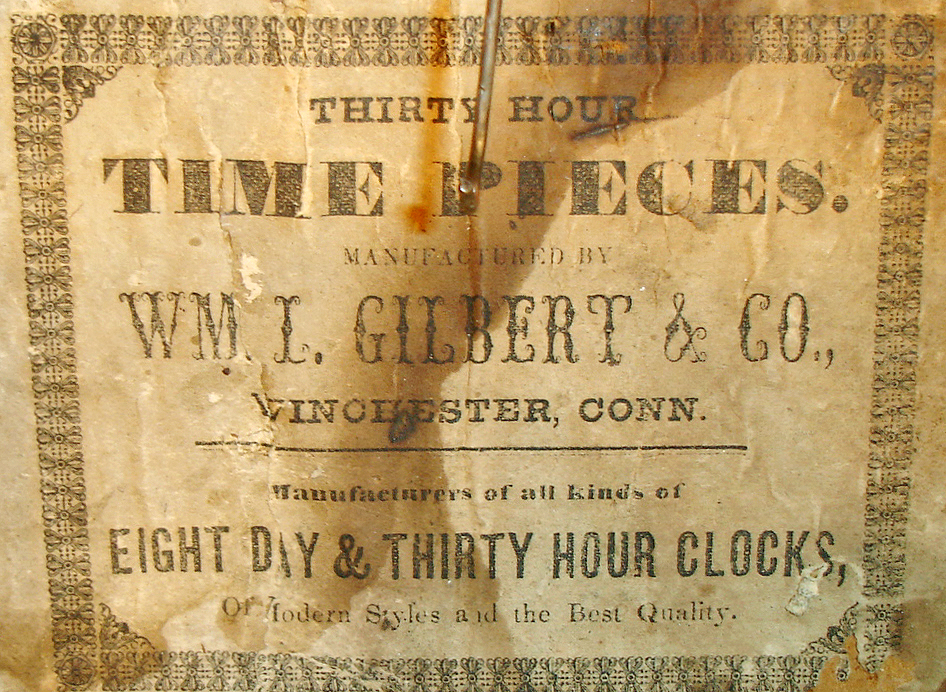 THIRTY HOUR
TIME PIECES.
MANUFACTURED BY
WM. L. GILBERT & CO.,
WINCHESTER, CONN.
Manufacturers of all kinds of
EIGHT DAY & THIRTY HOUR CLOCKS,
Of Modern Styles and the Best Quality.